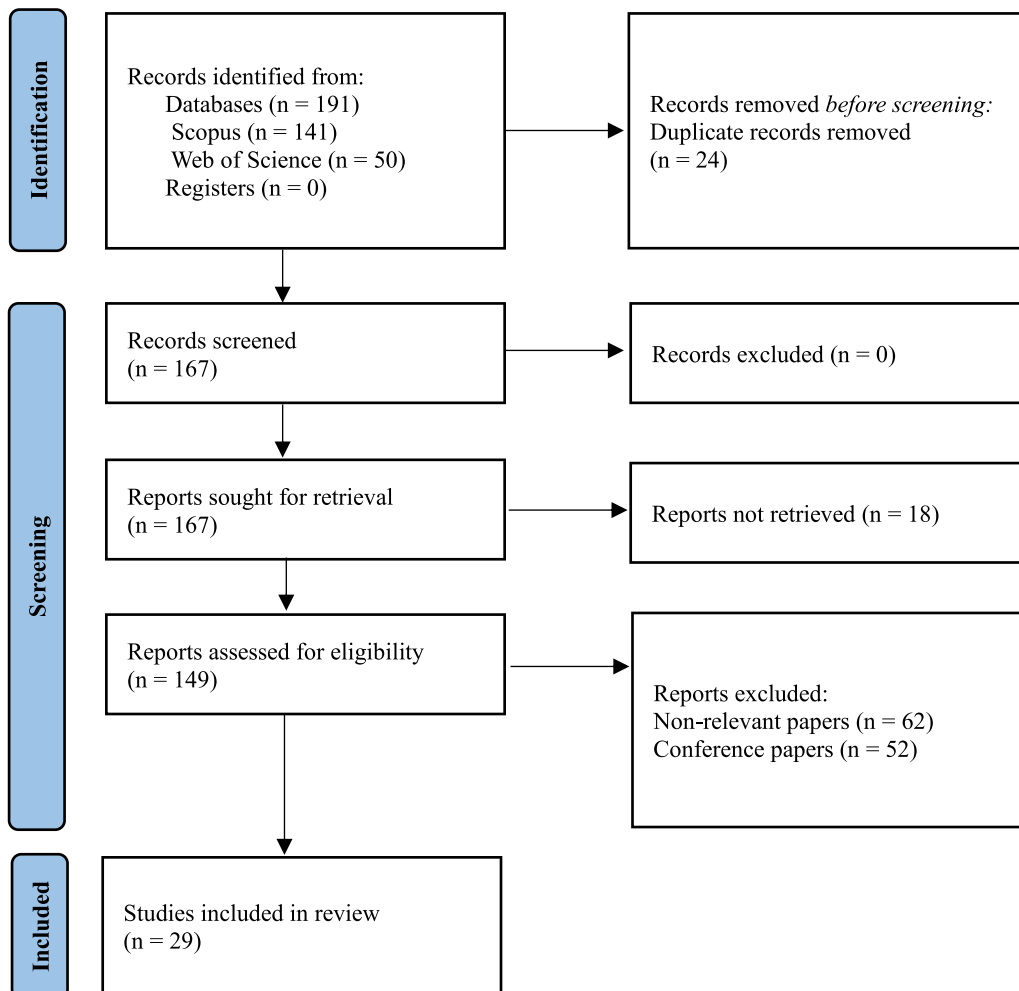 Identification
Records identified from:
Databases (n = 191)
Scopus (n = 141)
Web of Science (n = 50)
Registers (n = 0)
Records removed before screening:
Duplicate records removed
(n = 24)
Screening
Records screened
(n = 167)
Records excluded (n = 0)
Reports sought for retrieval
(n = 167)
Reports not retrieved (n = 18)
Reports assessed for eligibility
(n = 149)
Reports excluded:
Non-relevant papers (n = 62)
Conference papers (n = 52)
Included
Studies included in review
(n = 29)